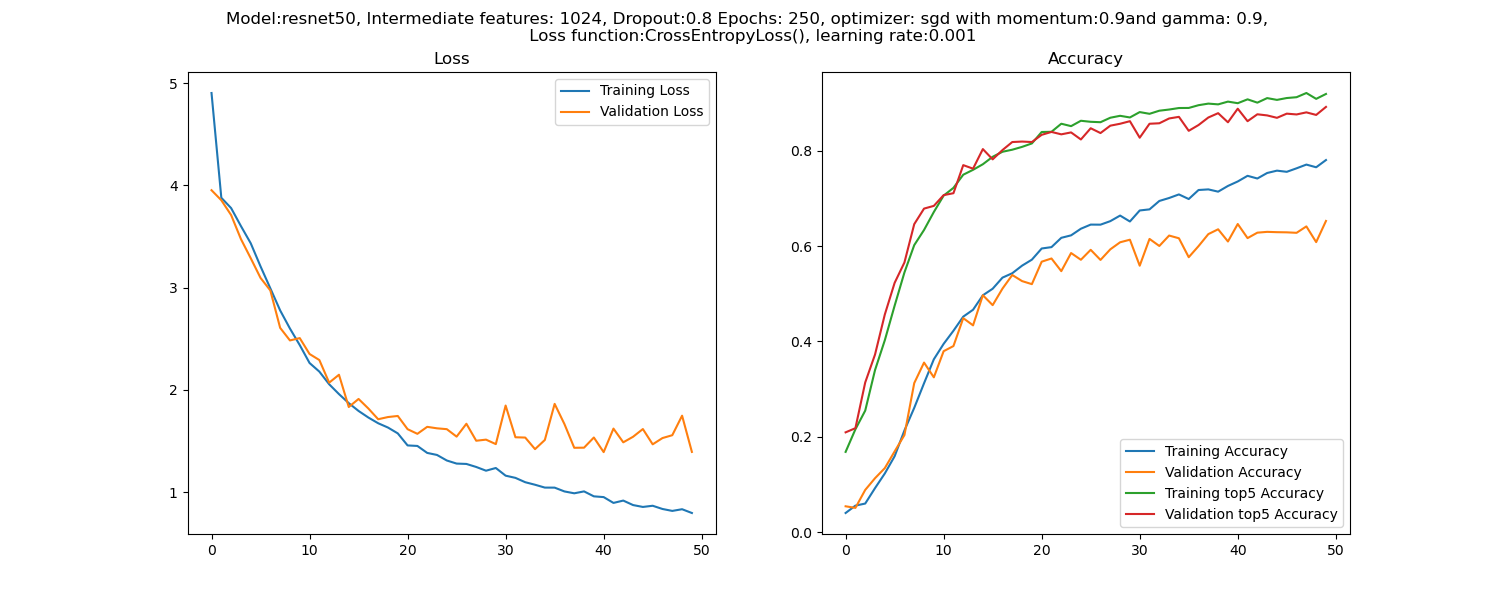 Model:resnet50, Intermediate features: 1024, Dropout:0.8 Epochs: 250, optimizer: sgd with momentum:0.9and gamma: 0.9,
Loss function:CrossEntropyLoss(), learning rate:0.001
Loss
5
4
3
2
1
0 10 20 30 40 50
Training Loss
Validation Loss
Accuracy
0.8
0.6
0.4
0.2
0.0
0 10 20 30 40 50
Training Accuracy
Validation Accuracy
Training top5 Accuracy
Validation top5 Accuracy